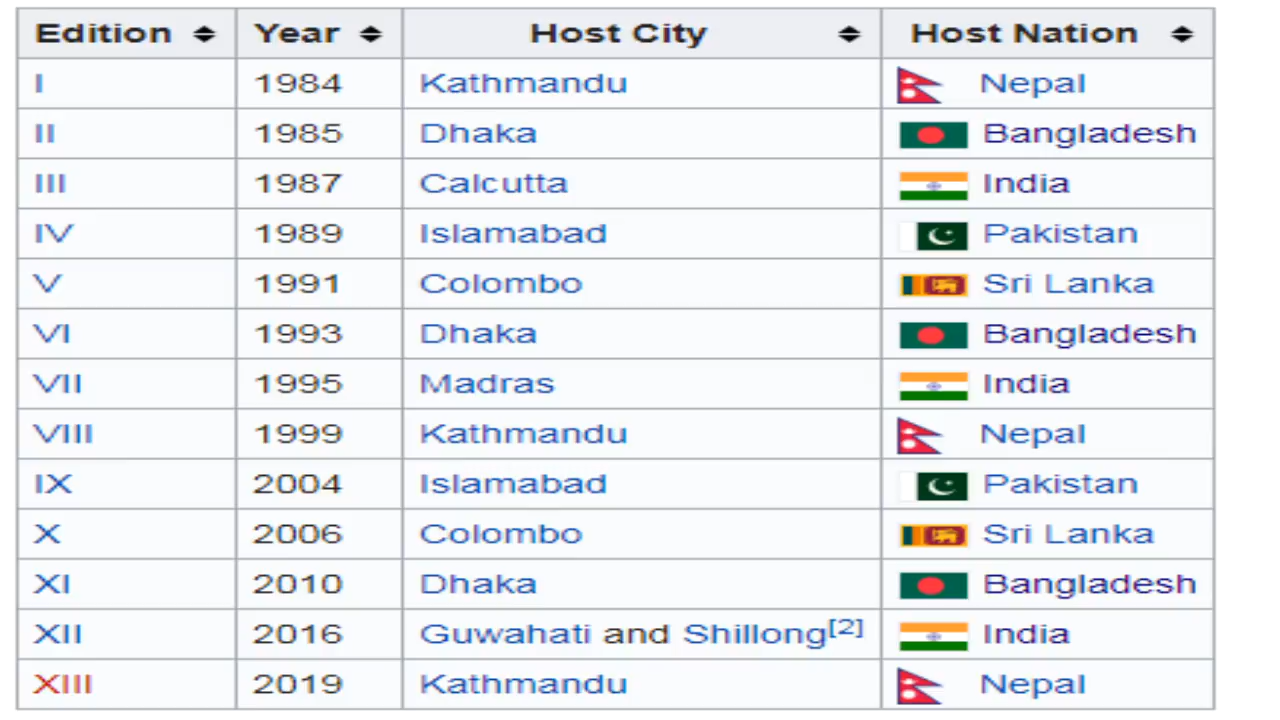 Edition Year Host City Host Nation
I 1984 Kathmandu Nepal
II 1985 Dhaka Bangladesh
III 1987 Calcutta India
IV 1989 Islamabad Pakistan
V 1991 Colombo Sri Lanka
VI 1993 Dhaka Bangladesh
VII 1995 Madras India
VIII 1999 Kathmandu Nepal
IX 2004 Islamabad Pakistan
X 2006 Colombo Sri Lanka
XI 2010 Dhaka Bangladesh
XII 2016 Guwahati and Shillong[2] India
XIII 2019 Kathmandu Nepal